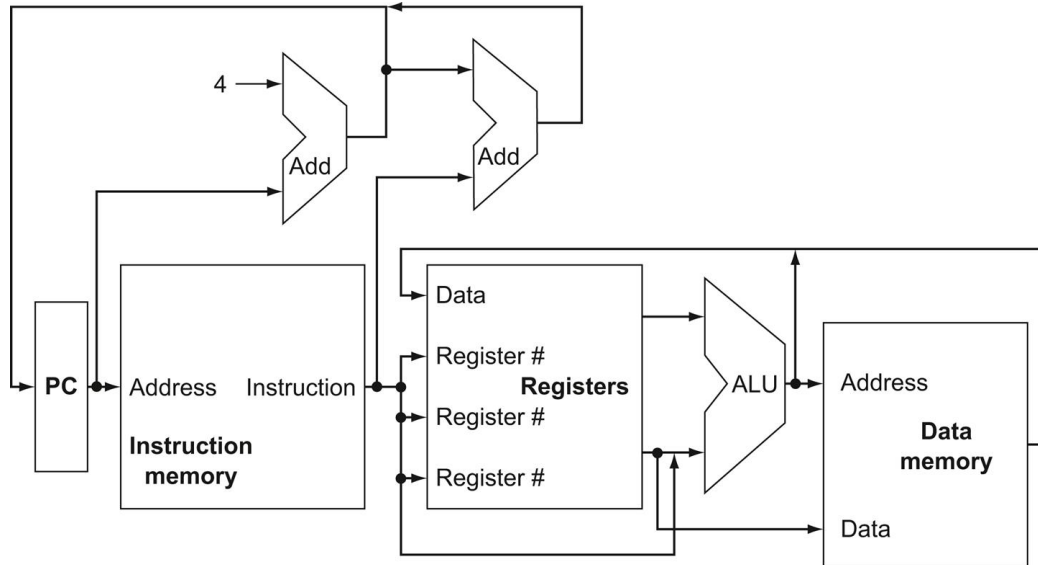 4
Add
Add
Data
Register #
PC
Address
Instruction
Registers
ALU
Address
Register #
Instruction
memory
Data
memory
Register #
Data